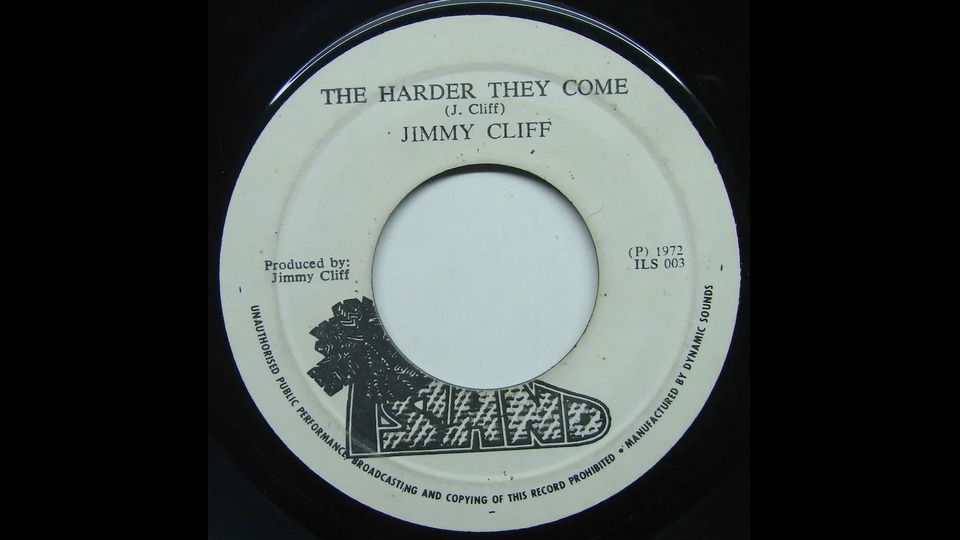 THE HARDER THEY COME
(J. Cliff)
JIMMY CLIFF
Produced by:
Jimmy Cliff
(P) 1972
ILS 003
ISLAND
UNAUTHORISED PUBLIC PERFORMANCE, BROADCASTING AND COPYING OF THIS RECORD PROHIBITED • MANUFACTURED BY DYNAMIC SOUNDS